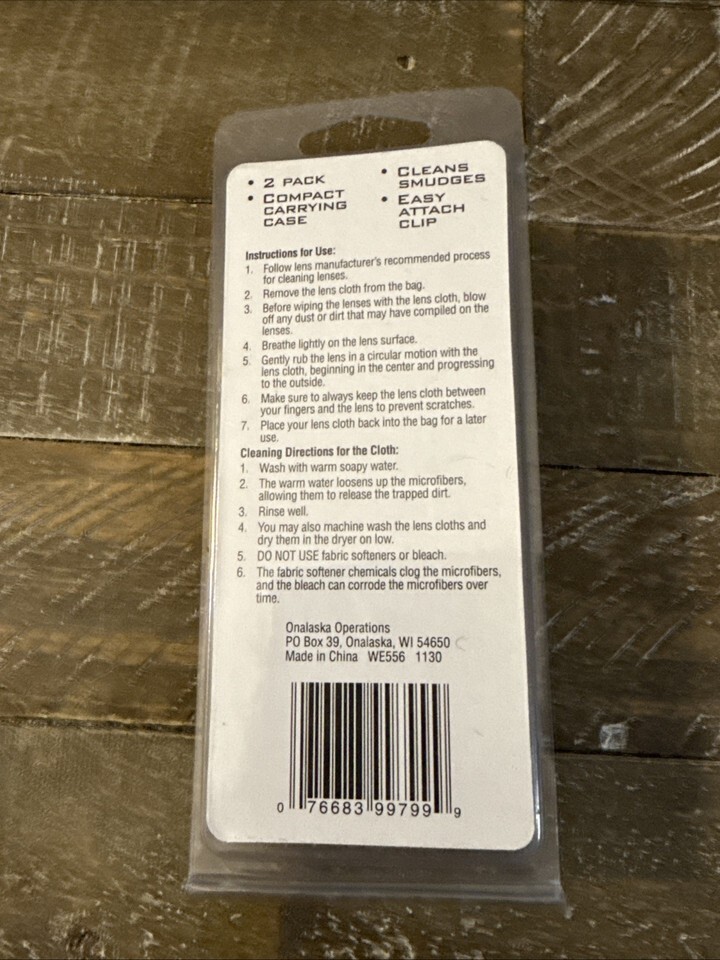 • 2 PACK
• COMPACT
CARRYING
CASE
• CLEANS
SMUDGES
• EASY
ATTACH
CLIP
Instructions for Use:
1. Follow lens manufacturer's recommended process
for cleaning lenses.
2. Remove the lens cloth from the bag.
3. Before wiping the lenses with the lens cloth, blow
off any dust or dirt that may have compiled on the
lenses.
4. Breathe lightly on the lens surface.
5. Gently rub the lens in a circular motion with the
lens cloth, beginning in the center and progressing
to the outside.
6. Make sure to always keep the lens cloth between
your fingers and the lens to prevent scratches.
7. Place your lens cloth back into the bag for a later
use.
Cleaning Directions for the Cloth:
1. Wash with warm soapy water.
2. The warm water loosens up the microfibers,
allowing them to release the trapped dirt.
3. Rinse well.
4. You may also machine wash the lens cloths and
dry them in the dryer on low.
5. DO NOT USE fabric softeners or bleach.
6. The fabric softener chemicals clog the microfibers,
and the bleach can corrode the microfibers over
time.
Onalaska Operations
PO Box 39, Onalaska, WI 54650
Made in China WE556 1130
0 76683 99799 9